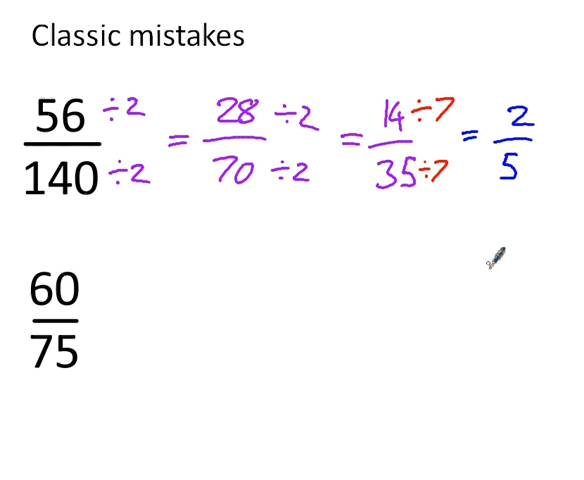 Classic mistakes
56/140 ÷2/÷2 = 28/70 ÷2/÷2 = 14/35 ÷7/÷7 = 2/5
60/75